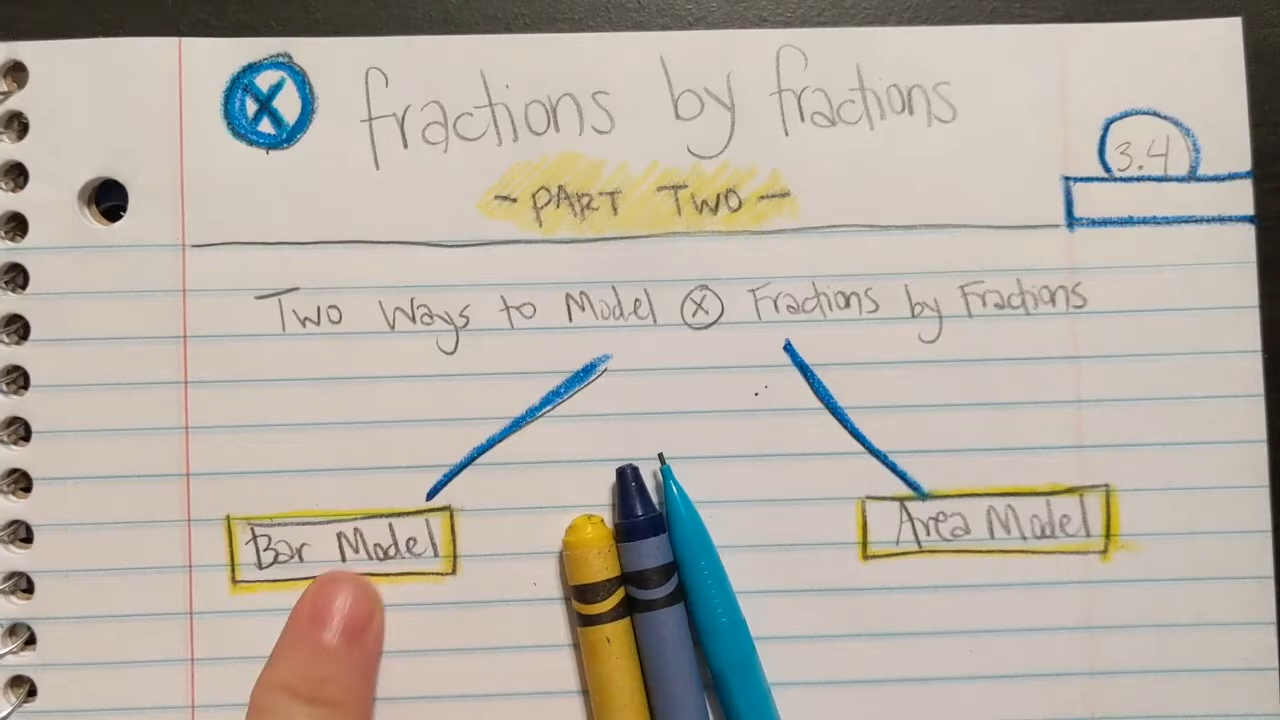 ⓧ fractions by fractions
- PART TWO -
3.4
Two Ways to Model ⓧ Fractions by Fractions
Bar Model
Area Model